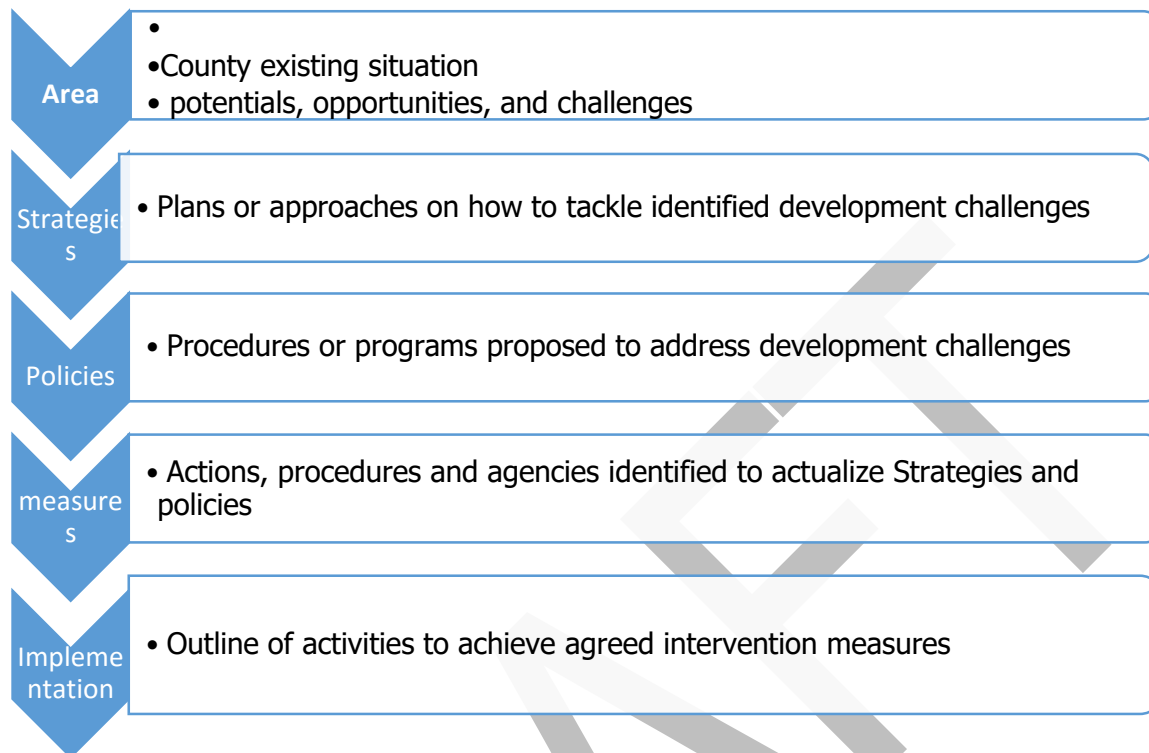 Area
•
•County existing situation
• potentials, opportunities, and challenges
Strategie
s
• Plans or approaches on how to tackle identified development challenges
Policies
• Procedures or programs proposed to address development challenges
measure
s
• Actions, procedures and agencies identified to actualize Strategies and
policies
Impleme
ntation
• Outline of activities to achieve agreed intervention measures
AFT